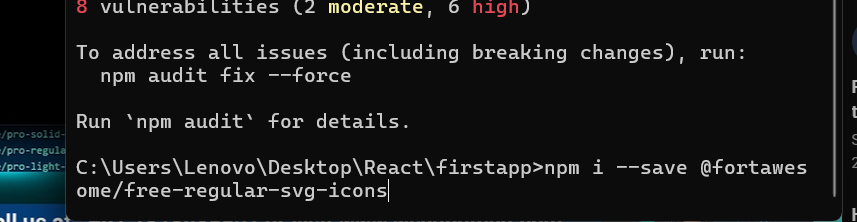 8 vulnerabilities (2 moderate, 6 high)
To address all issues (including breaking changes), run:
npm audit fix --force
Run `npm audit` for details.
/pro-solid-
/pro-regula
/pro-light-
C:\Users\Lenovo\Desktop\React\firstapp>npm i --save @fortawes
ome/free-regular-svg-icons